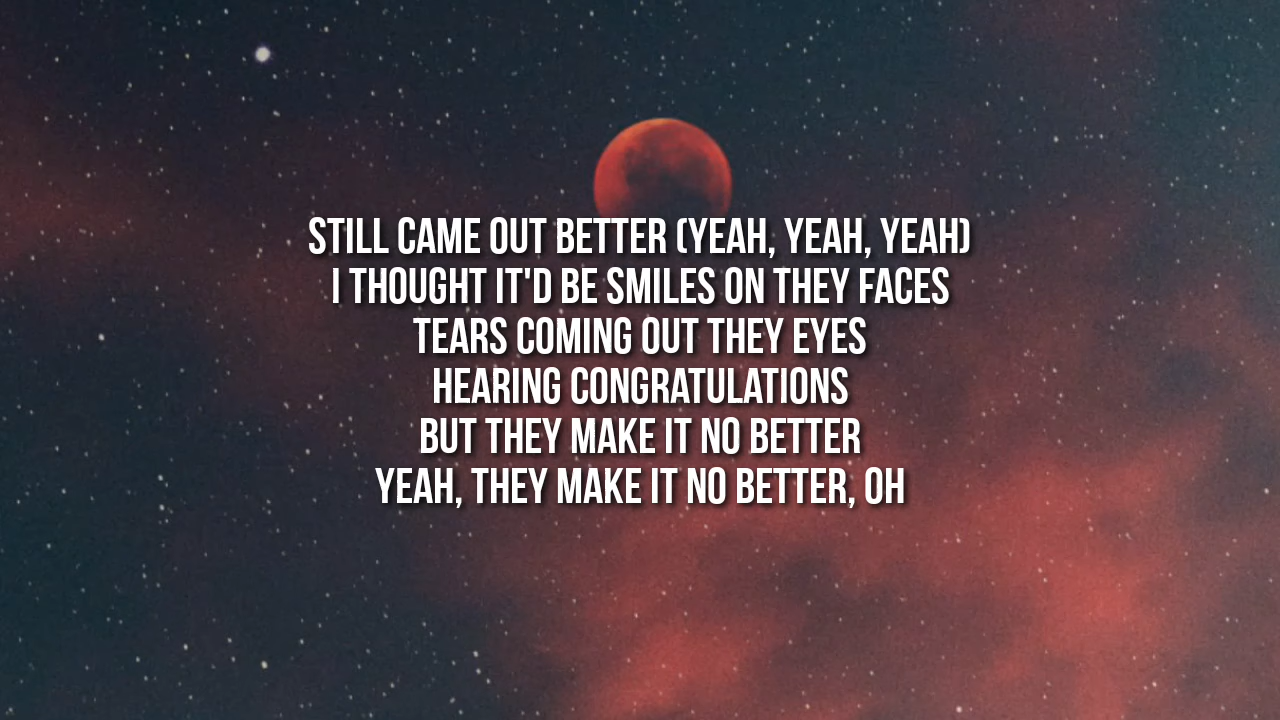 STILL CAME OUT BETTER (YEAH, YEAH, YEAH)
I THOUGHT IT'D BE SMILES ON THEY FACES
TEARS COMING OUT THEY EYES
HEARING CONGRATULATIONS
BUT THEY MAKE IT NO BETTER
YEAH, THEY MAKE IT NO BETTER, OH